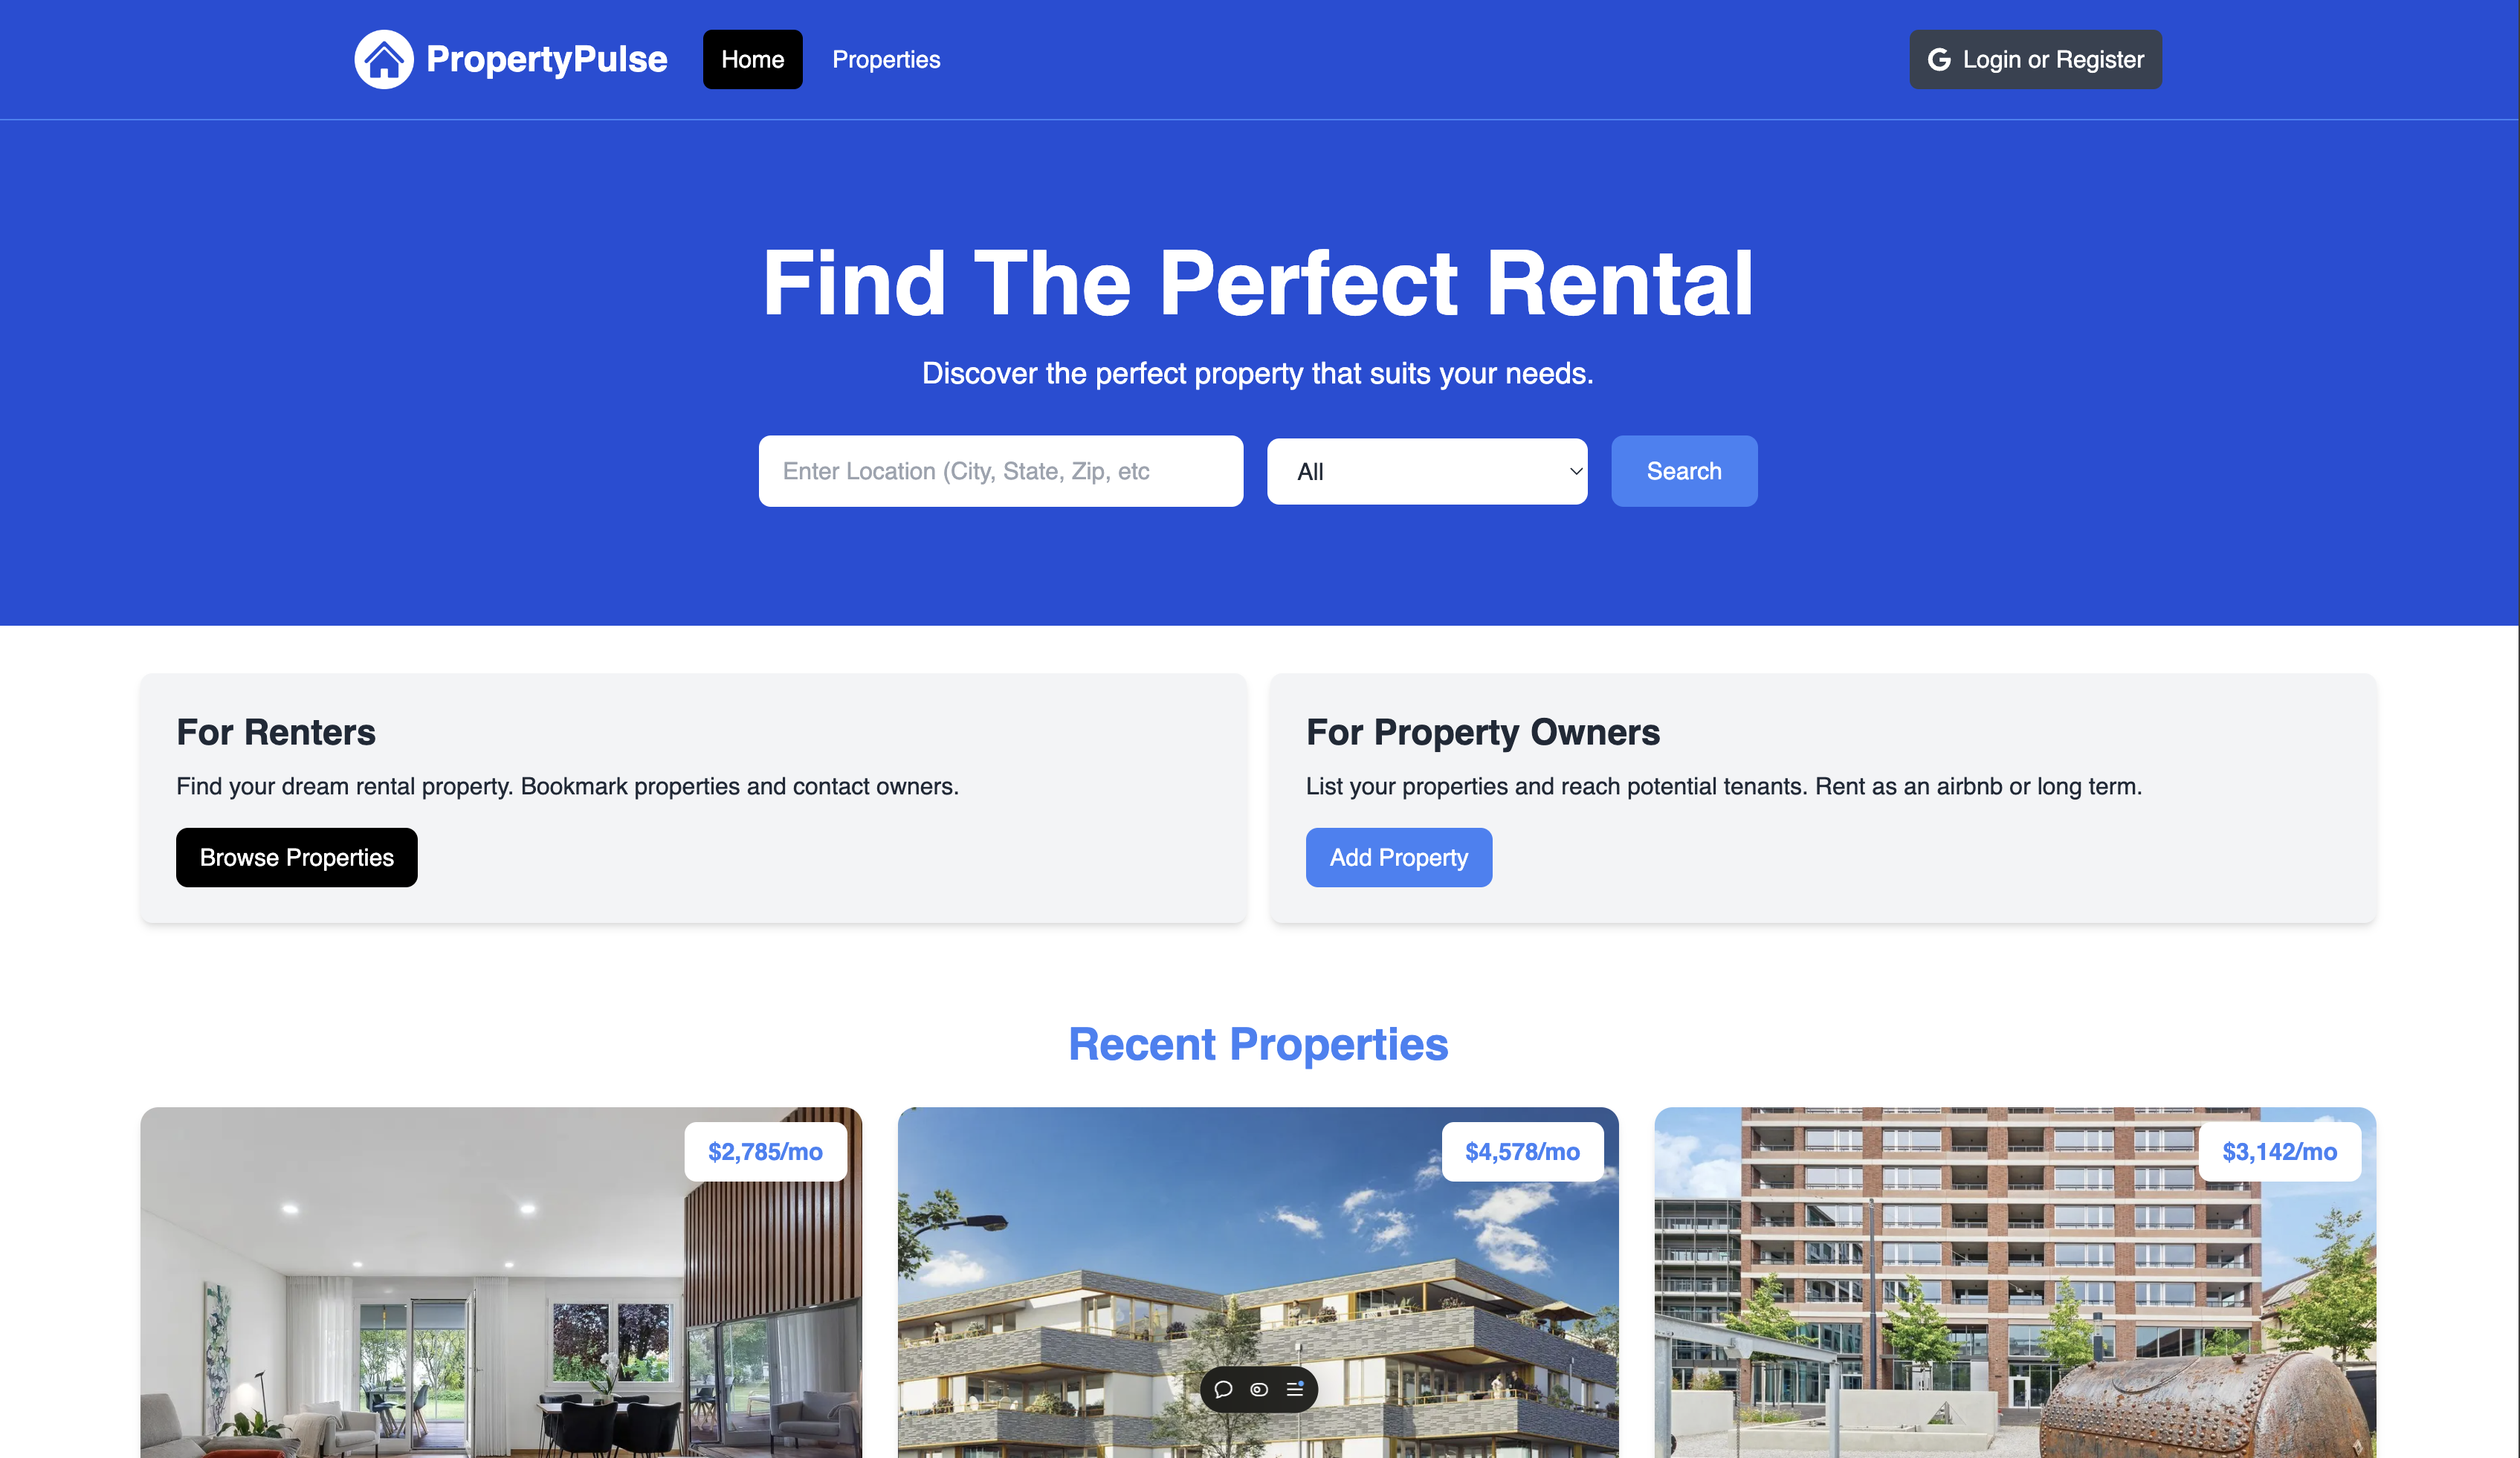 PropertyPulse Home Properties Login or Register
Find The Perfect Rental
Discover the perfect property that suits your needs.
Enter Location (City, State, Zip, etc All Search
For Renters
Find your dream rental property. Bookmark properties and contact owners.
Browse Properties
For Property Owners
List your properties and reach potential tenants. Rent as an airbnb or long term.
Add Property
Recent Properties
$2,785/mo $4,578/mo $3,142/mo